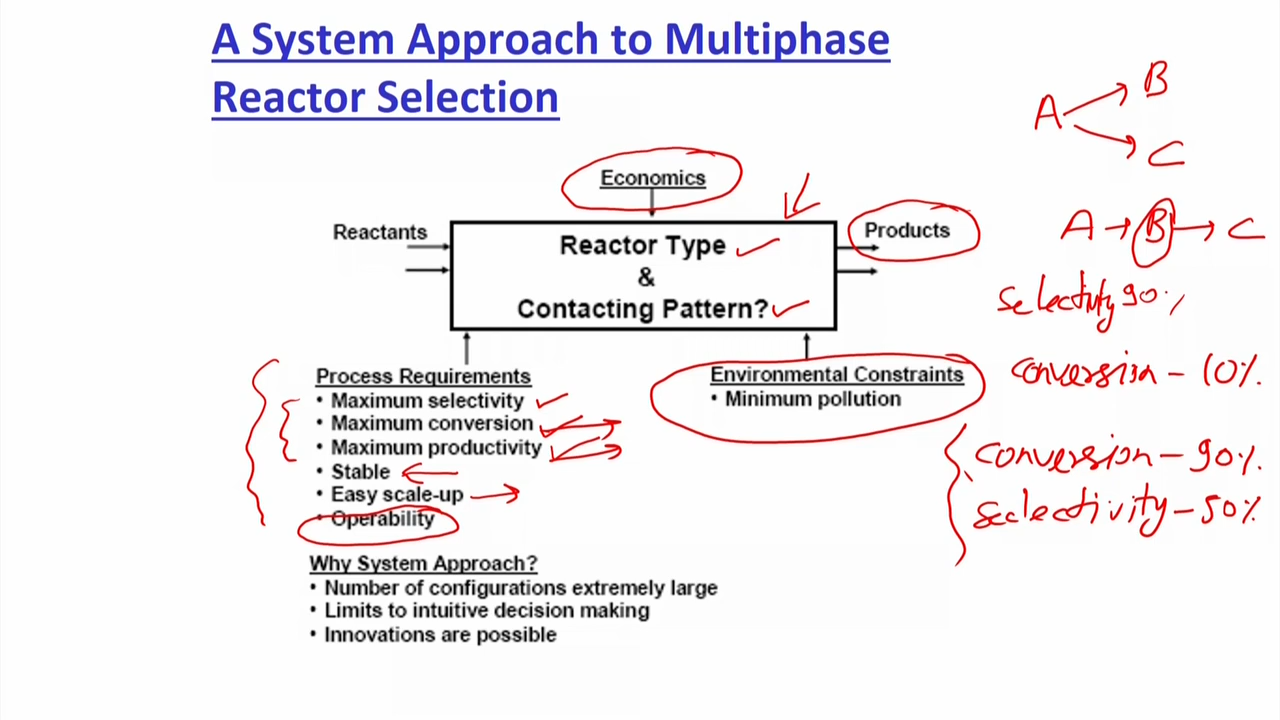 A System Approach to Multiphase
Reactor Selection
Economics
Reactants
Reactor Type
&
Contacting Pattern?
Products
Process Requirements
• Maximum selectivity
• Maximum conversion
• Maximum productivity
• Stable
• Easy scale-up
• Operability
Environmental Constraints
• Minimum pollution
Why System Approach?
• Number of configurations extremely large
• Limits to intuitive decision making
• Innovations are possible
A → B
→ C
A → B → C
Selectivity 90%
conversion - 10%
conversion - 90%
seclectivity - 50%